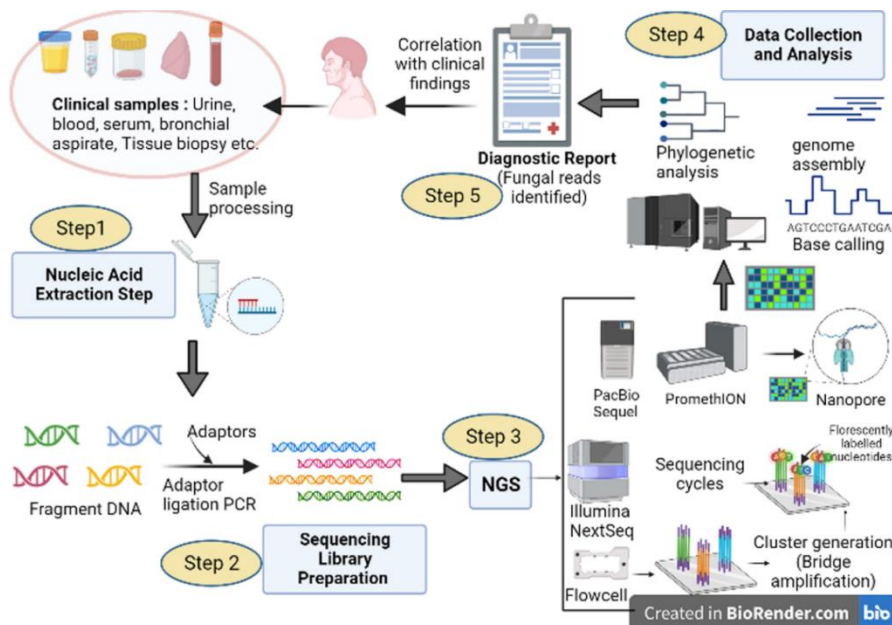 Clinical samples : Urine,
blood, serum, bronchial
aspirate, Tissue biopsy etc.
Correlation
with clinical
findings
Diagnostic Report
(Fungal reads
identified)
Step 5
Step 4
Data Collection
and Analysis
Phylogenetic
analysis
genome
assembly
AGTCCCTGAATCGA
Base calling
Sample
processing
Step1
Nucleic Acid
Extraction Step
Fragment DNA
Adaptors
Adaptor
ligation PCR
Step 2
Sequencing
Library
Preparation
Step 3
NGS
PacBio
Sequel
PromethION
Nanopore
Illumina
NextSeq
Flowcell
Sequencing
cycles
Florescently
labelled
nucleotides
Cluster generation
(Bridge
amplification)
Created in BioRender.com bio